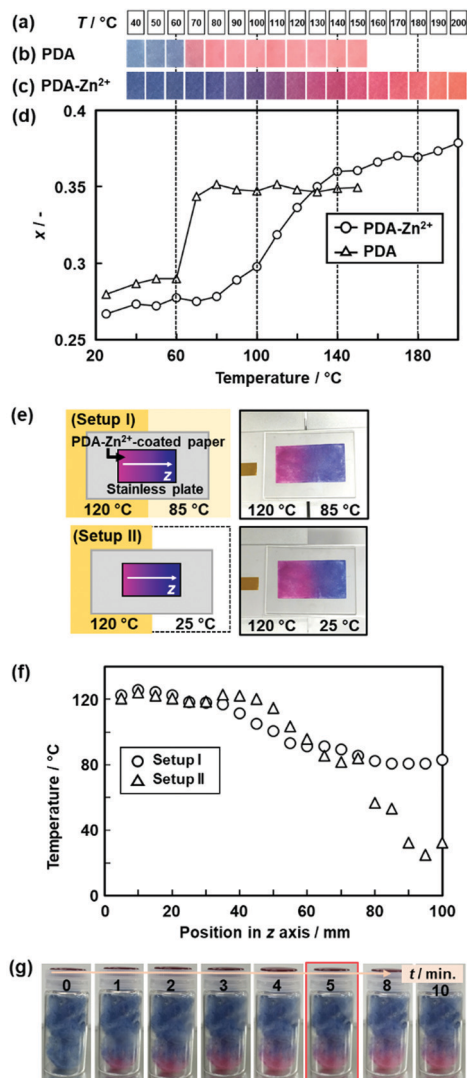 (a) T / °C 40 50 60 70 80 90 100 110 120 130 140 150 160 170 180 190 200
(b) PDA
(c) PDA-Zn²⁺
(d)
0.4
0.35
0.3
0.25
x / -
PDA-Zn²⁺
PDA
20 60 100 140 180
Temperature / °C
(e)
(Setup I)
PDA-Zn²⁺-coated paper
z
Stainless plate
120 °C 85 °C
120 °C 85 °C
(Setup II)
z
120 °C 25 °C
120 °C 25 °C
(f)
120
80
40
0
Temperature / °C
Setup I
Setup II
0 20 40 60 80 100
Position in z axis / mm
(g)
t / min.
0 1 2 3 4 5 8 10